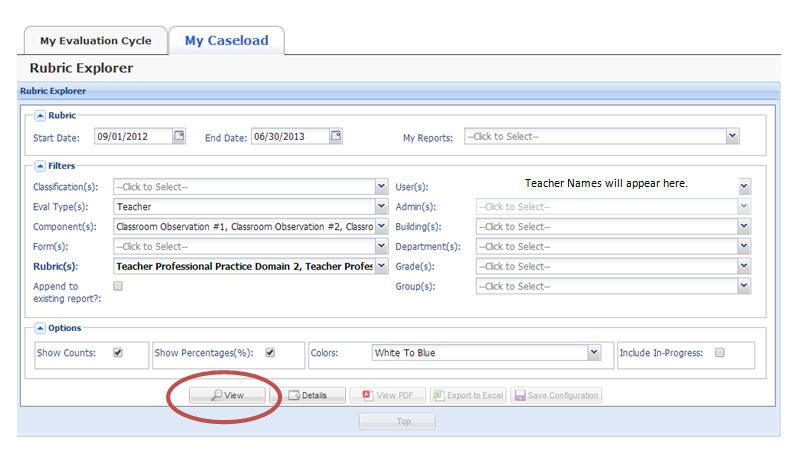 My Evaluation Cycle
My Caseload
Rubric Explorer
Rubric Explorer
Rubric
Start Date: 09/01/2012 End Date: 06/30/2013 My Reports: --Click to Select--
Filters
Classification(s): --Click to Select-- User(s): Teacher Names will appear here.
Eval Type(s): Teacher Admin(s): --Click to Select--
Component(s): Classroom Observation #1, Classroom Observation #2, Classro Building(s): --Click to Select--
Form(s): --Click to Select-- Department(s): --Click to Select--
Rubric(s): Teacher Professional Practice Domain 2, Teacher Profes Grade(s): --Click to Select--
Append to existing report?: Group(s): --Click to Select--
Options
Show Counts: Show Percentages(%): Colors: White To Blue Include In-Progress:
View Details View PDF Export to Excel Save Configuration
Top